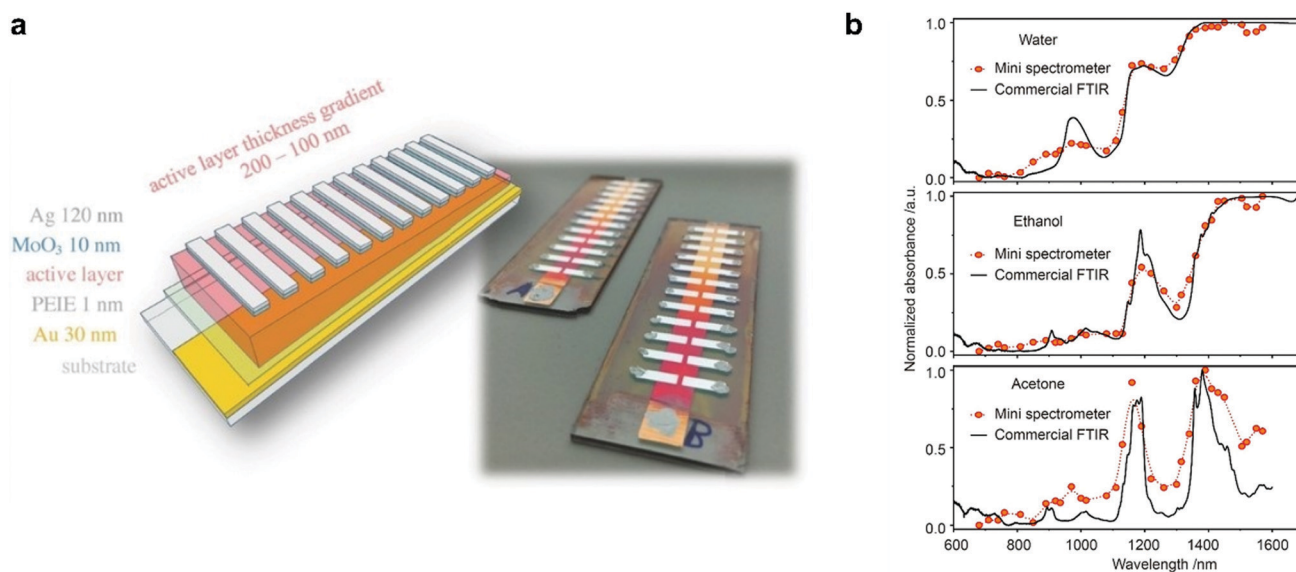 a
active layer thickness gradient
200 – 100 nm
Ag 120 nm
MoO₃ 10 nm
active layer
PEIE 1 nm
Au 30 nm
substrate
A
B
b
Normalized absorbance /a.u.
1.0
0.5
0.0
Water
Mini spectrometer
Commercial FTIR
1.0
0.5
0.0
Ethanol
Mini spectrometer
Commercial FTIR
1.0
0.5
0.0
Acetone
Mini spectrometer
Commercial FTIR
600 800 1000 1200 1400 1600
Wavelength /nm